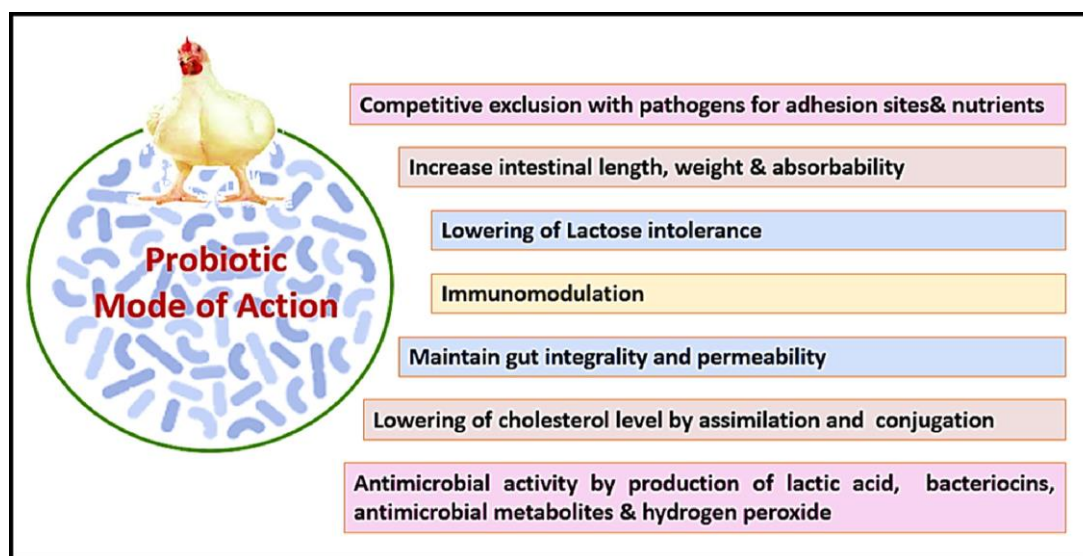 Probiotic
Mode of Action
Competitive exclusion with pathogens for adhesion sites& nutrients
Increase intestinal length, weight & absorbability
Lowering of Lactose intolerance
Immunomodulation
Maintain gut integrality and permeability
Lowering of cholesterol level by assimilation and conjugation
Antimicrobial activity by production of lactic acid, bacteriocins,
antimicrobial metabolites & hydrogen peroxide